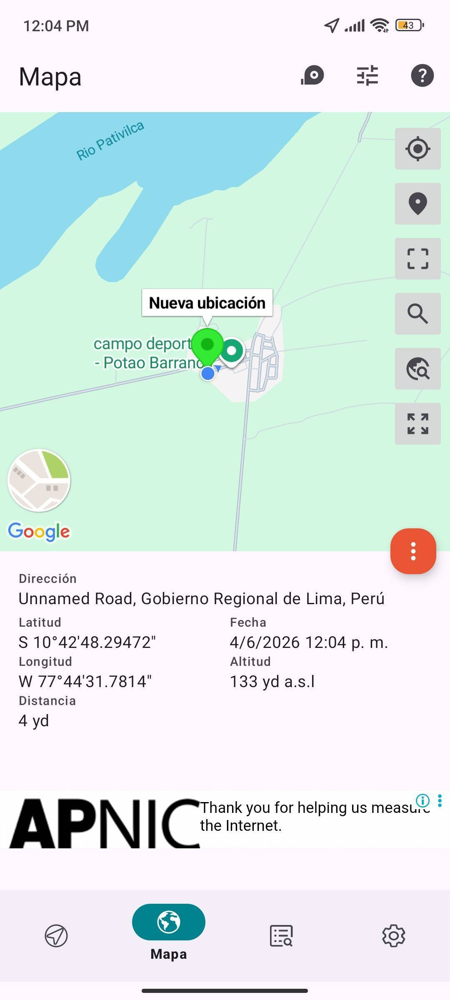 12:04 PM
43
Mapa
Rio Pativilca
Nueva ubicación
campo deport
- Potao Barranc
Google
Dirección
Unnamed Road, Gobierno Regional de Lima, Perú
Latitud
Fecha
S 10°42'48.29472"
4/6/2026 12:04 p. m.
Longitud
Altitud
W 77°44'31.7814"
133 yd a.s.l
Distancia
4 yd
APNIC
Thank you for helping us measure
the Internet.
Mapa